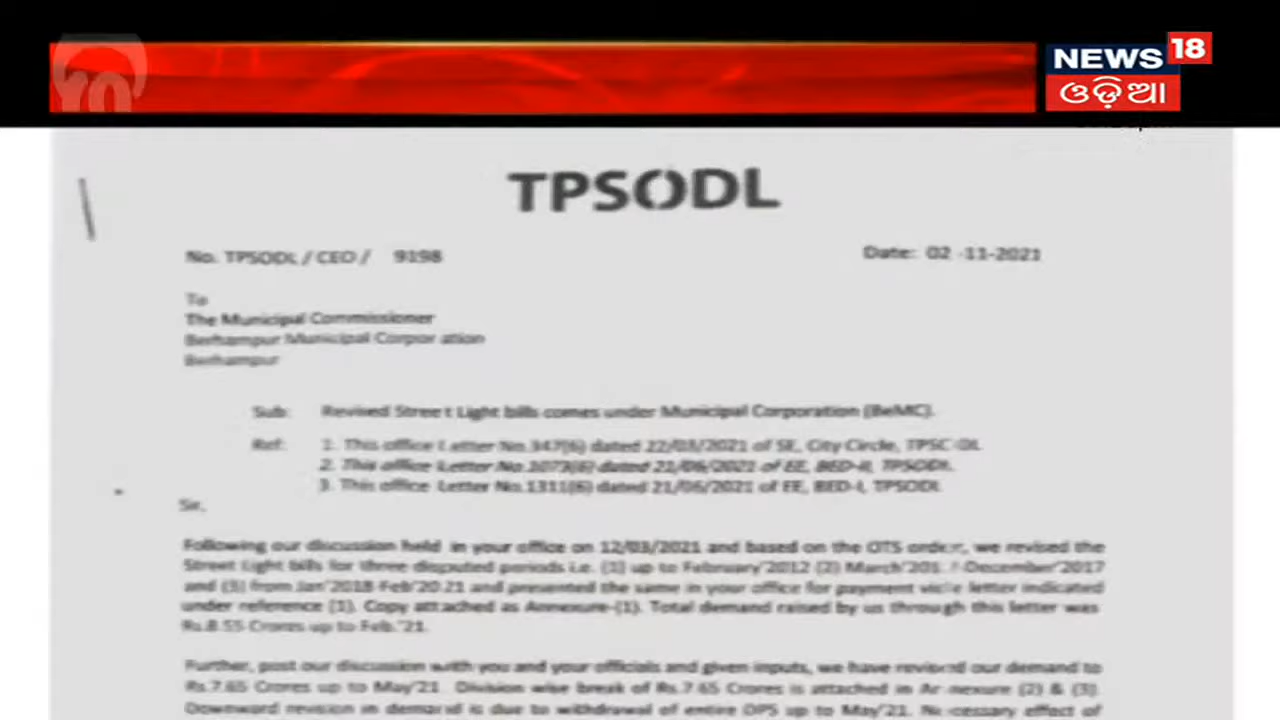 NEWS 18
ଓଡ଼ିଆ
TPSODL
No. TPSODL / CEO / 9198
Date: 02 -11-2021
To
The Municipal Commissioner
Berhampur Municipal Corporation
Berhampur
Sub: Revised Street Light bills comes under Municipal Corporation (BeMC).
Ref: 1. This office Letter No.347(6) dated 22/03/2021 of SE, City Circle, TPSODL
2. This office Letter No.1073(6) dated 21/06/2021 of EE, BED-II, TPSODL.
3. This office Letter No.1311(6) dated 21/06/2021 of EE, BED-I, TPSODL
Sir,
Following our discussion held in your office on 12/03/2021 and based on the OTS order, we revised the
Street Light bills for three disputed periods i.e. (1) up to February'2012 (2) March'201 December'2017
and (3) from Jan'2018 Feb'20.21 and presented the same in your office for payment vide letter indicated
under reference (1). Copy attached as Annexure-(1). Total demand raised by us through this letter was
Rs.8.55 Crores up to Feb.'21.
Further, post our discussion with you and your officials and given inputs, we have revised our demand to
Rs.7.65 Crores up to May'21. Division wise break of Rs.7.65 Crores is attached in Annexure (2) & (3).
Downward revision in demand is due to withdrawal of entire DPS up to May'21. Necessary effect of